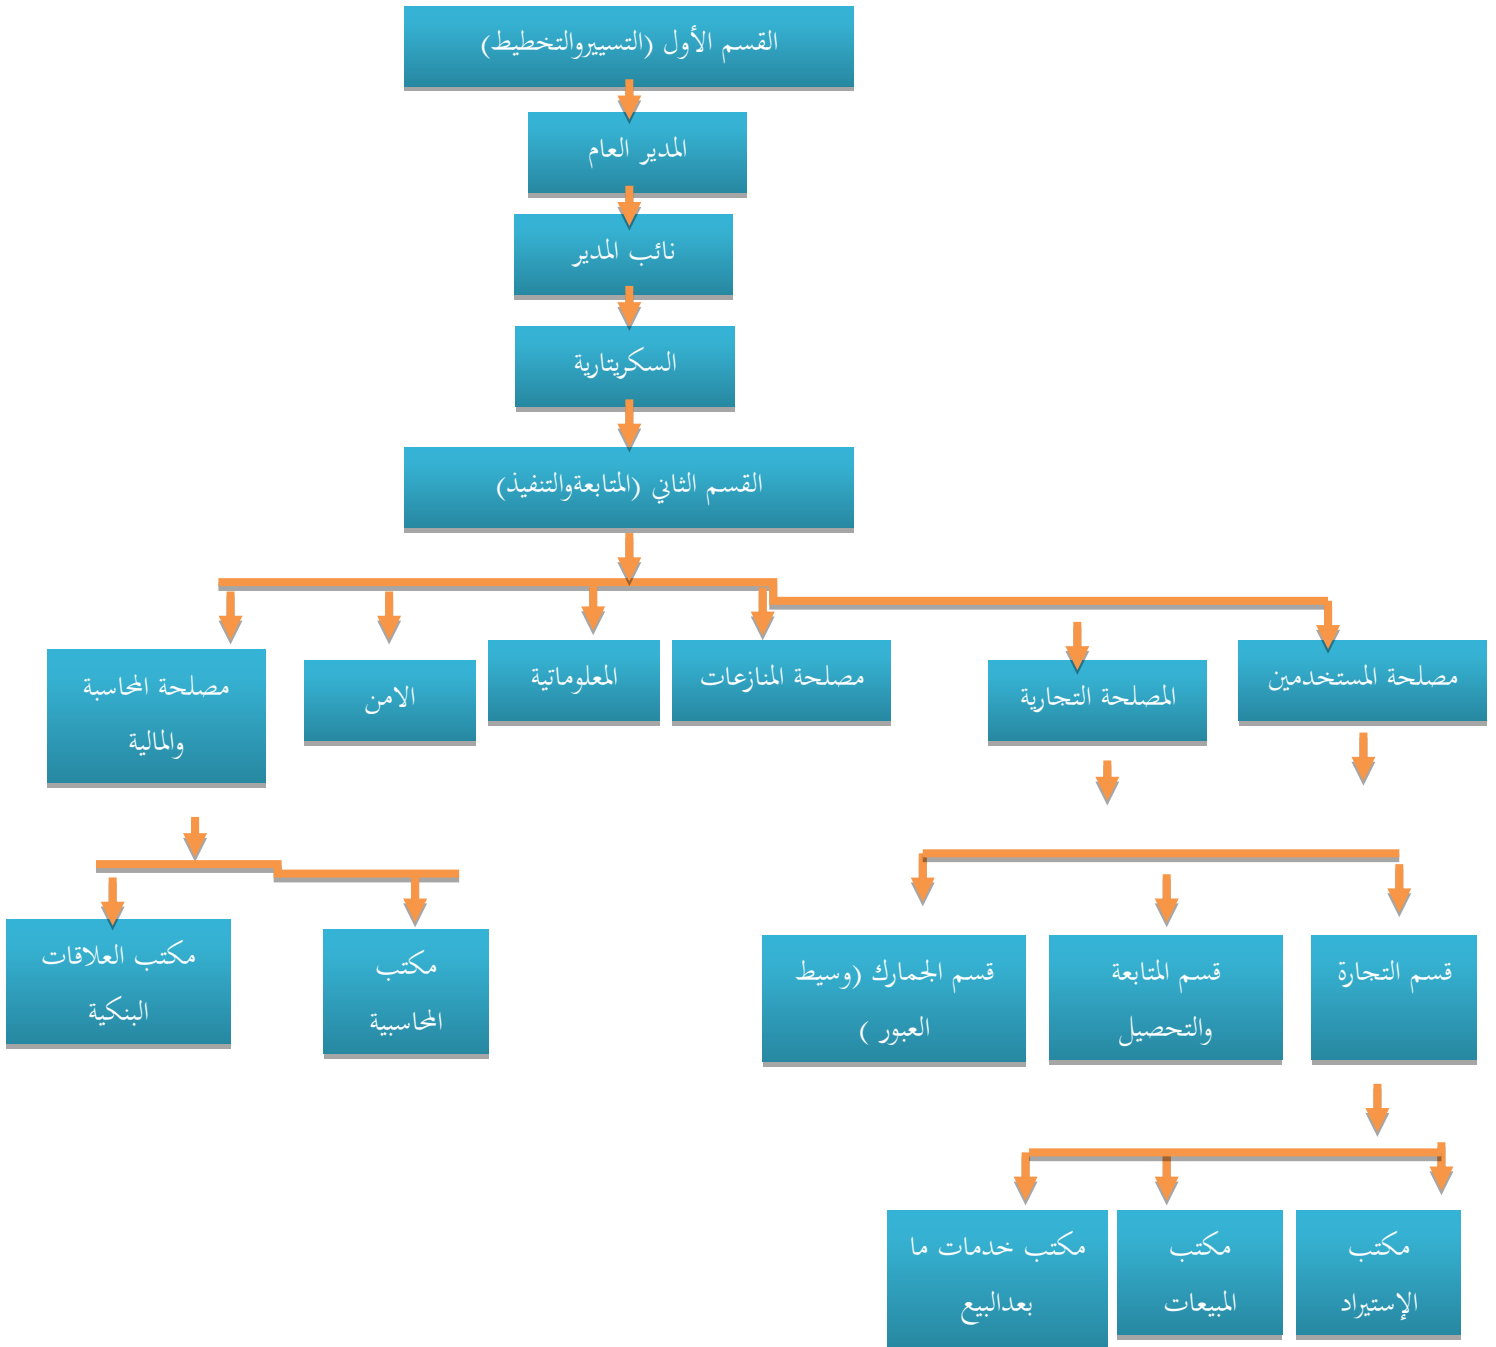 القسم الأول (التسييروالتخطيط)
المدير العام
نائب المدير
السكريتارية
القسم الثاني (المتابعةوالتنفيذ)
مصلحة المستخدمين
المصلحة التجارية
مصلحة المنازعات
المعلوماتية
الامن
مصلحة المحاسبة
والمالية
قسم التجارة
قسم المتابعة
والتحصيل
قسم الجمارك (وسيط
العبور )
مكتب
المحاسبية
مكتب العلاقات
البنكية
مكتب
الإستيراد
مكتب
المبيعات
مكتب خدمات ما
بعدالبيع